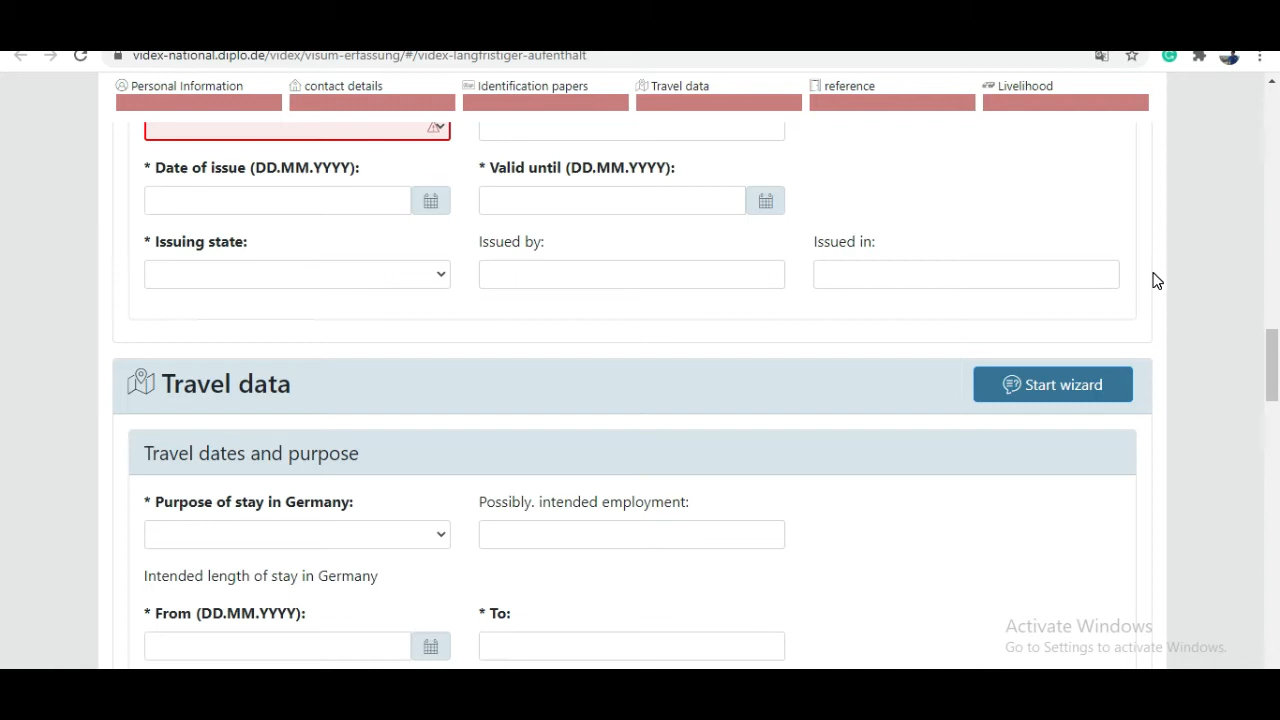 videx-national.diplo.de/videx/visum-erfassung/#/videx-langfristiger-aufenthalt
Personal Information contact details Identification papers Travel data reference Livelihood
* Date of issue (DD.MM.YYYY): * Valid until (DD.MM.YYYY):
* Issuing state: Issued by: Issued in:
Travel data Start wizard
Travel dates and purpose
* Purpose of stay in Germany: Possibly. intended employment:
Intended length of stay in Germany
* From (DD.MM.YYYY): * To:
Activate Windows
Go to Settings to activate Windows.